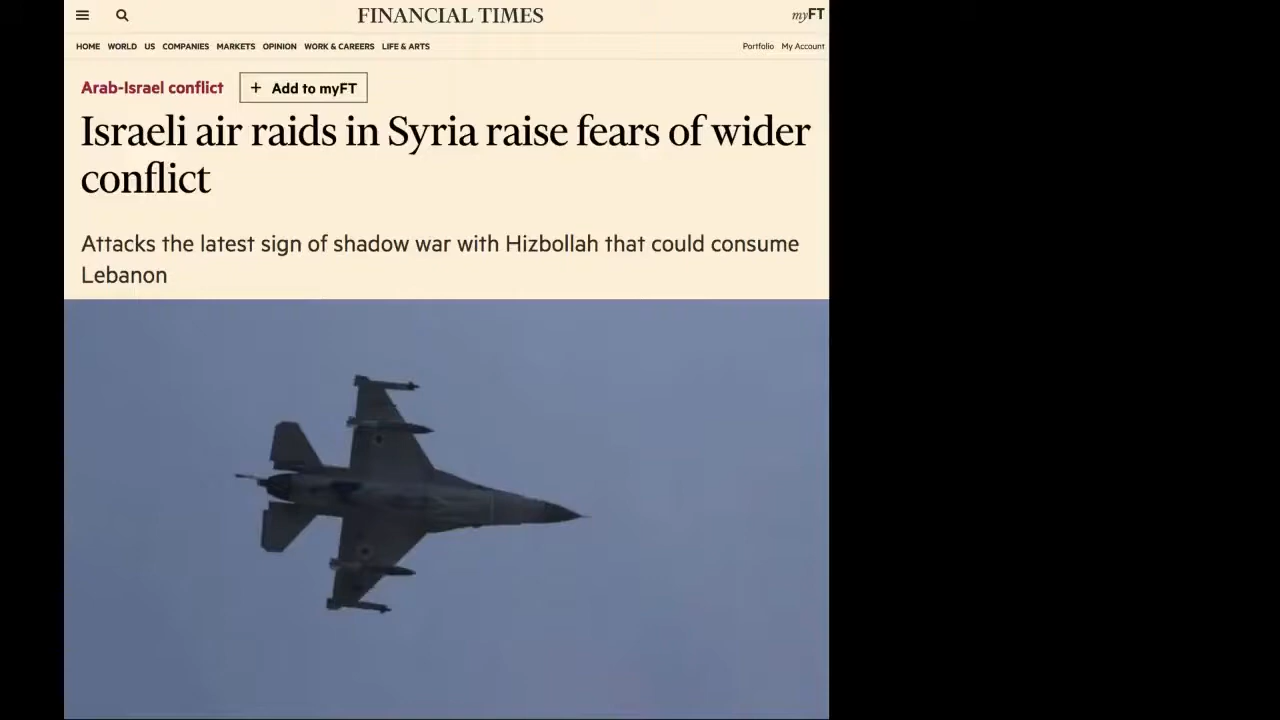 FINANCIAL TIMES
myFT
HOME WORLD US COMPANIES MARKETS OPINION WORK & CAREERS LIFE & ARTS
Portfolio My Account
Arab-Israel conflict
+ Add to myFT
Israeli air raids in Syria raise fears of wider
conflict
Attacks the latest sign of shadow war with Hizbollah that could consume
Lebanon